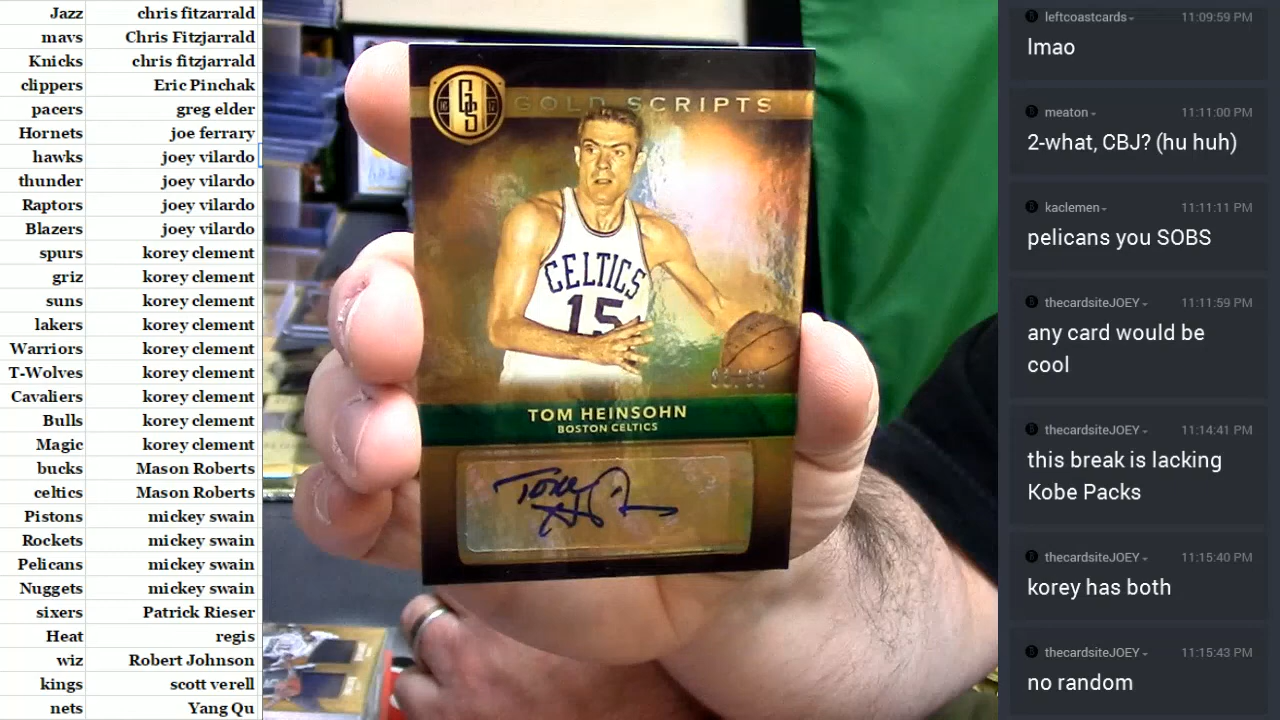 Jazz chris fitzarrald
mavs Chris Fitzjarrald
Knicks chris fitzjarrald
clippers Eric Pinchak
pacers greg elder
Hornets joe ferrary
hawks joey vilardo
thunder joey vilardo
Raptors joey vilardo
Blazers joey vilardo
spurs korey clement
griz korey clement
suns korey clement
lakers korey clement
Warriors korey clement
T-Wolves korey clement
Cavaliers korey clement
Bulls korey clement
Magic korey clement
bucks Mason Roberts
celtics Mason Roberts
Pistons mickey swain
Rockets mickey swain
Pelicans mickey swain
Nuggets mickey swain
sixers Patrick Rieser
Heat regis
wiz Robert Johnson
kings scott verell
nets Yang Qu
GS
GOLD SCRIPTS
CELTICS
15
TOM HEINSOHN
BOSTON CELTICS
Tom
leftcoastcards 11:09:59 PM
lmao
meaton 11:11:00 PM
2-what, CBJ? (hu huh)
kaclemen 11:11:11 PM
pelicans you SOBS
thecardsiteJOEY 11:11:59 PM
any card would be
cool
thecardsiteJOEY 11:14:41 PM
this break is lacking
Kobe Packs
thecardsiteJOEY 11:15:40 PM
korey has both
thecardsiteJOEY 11:15:43 PM
no random